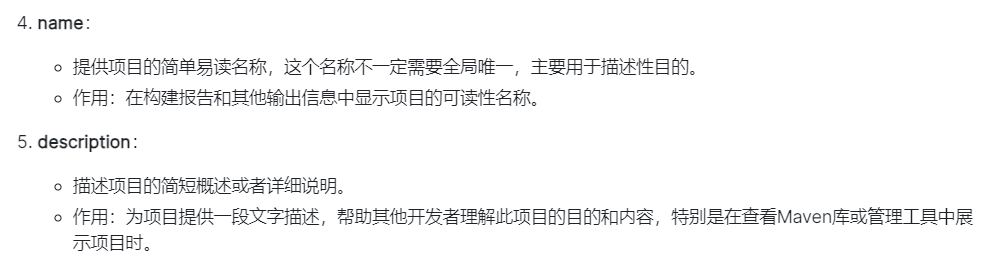 4. name：
提供项目的简单易读名称，这个名称不一定需要全局唯一，主要用于描述性目的。
作用：在构建报告和其他输出信息中显示项目的可读性名称。
5. description：
描述项目的简短概述或者详细说明。
作用：为项目提供一段文字描述，帮助其他开发者理解此项目的目的和内容，特别是在查看Maven库或管理工具中展
示项目时。